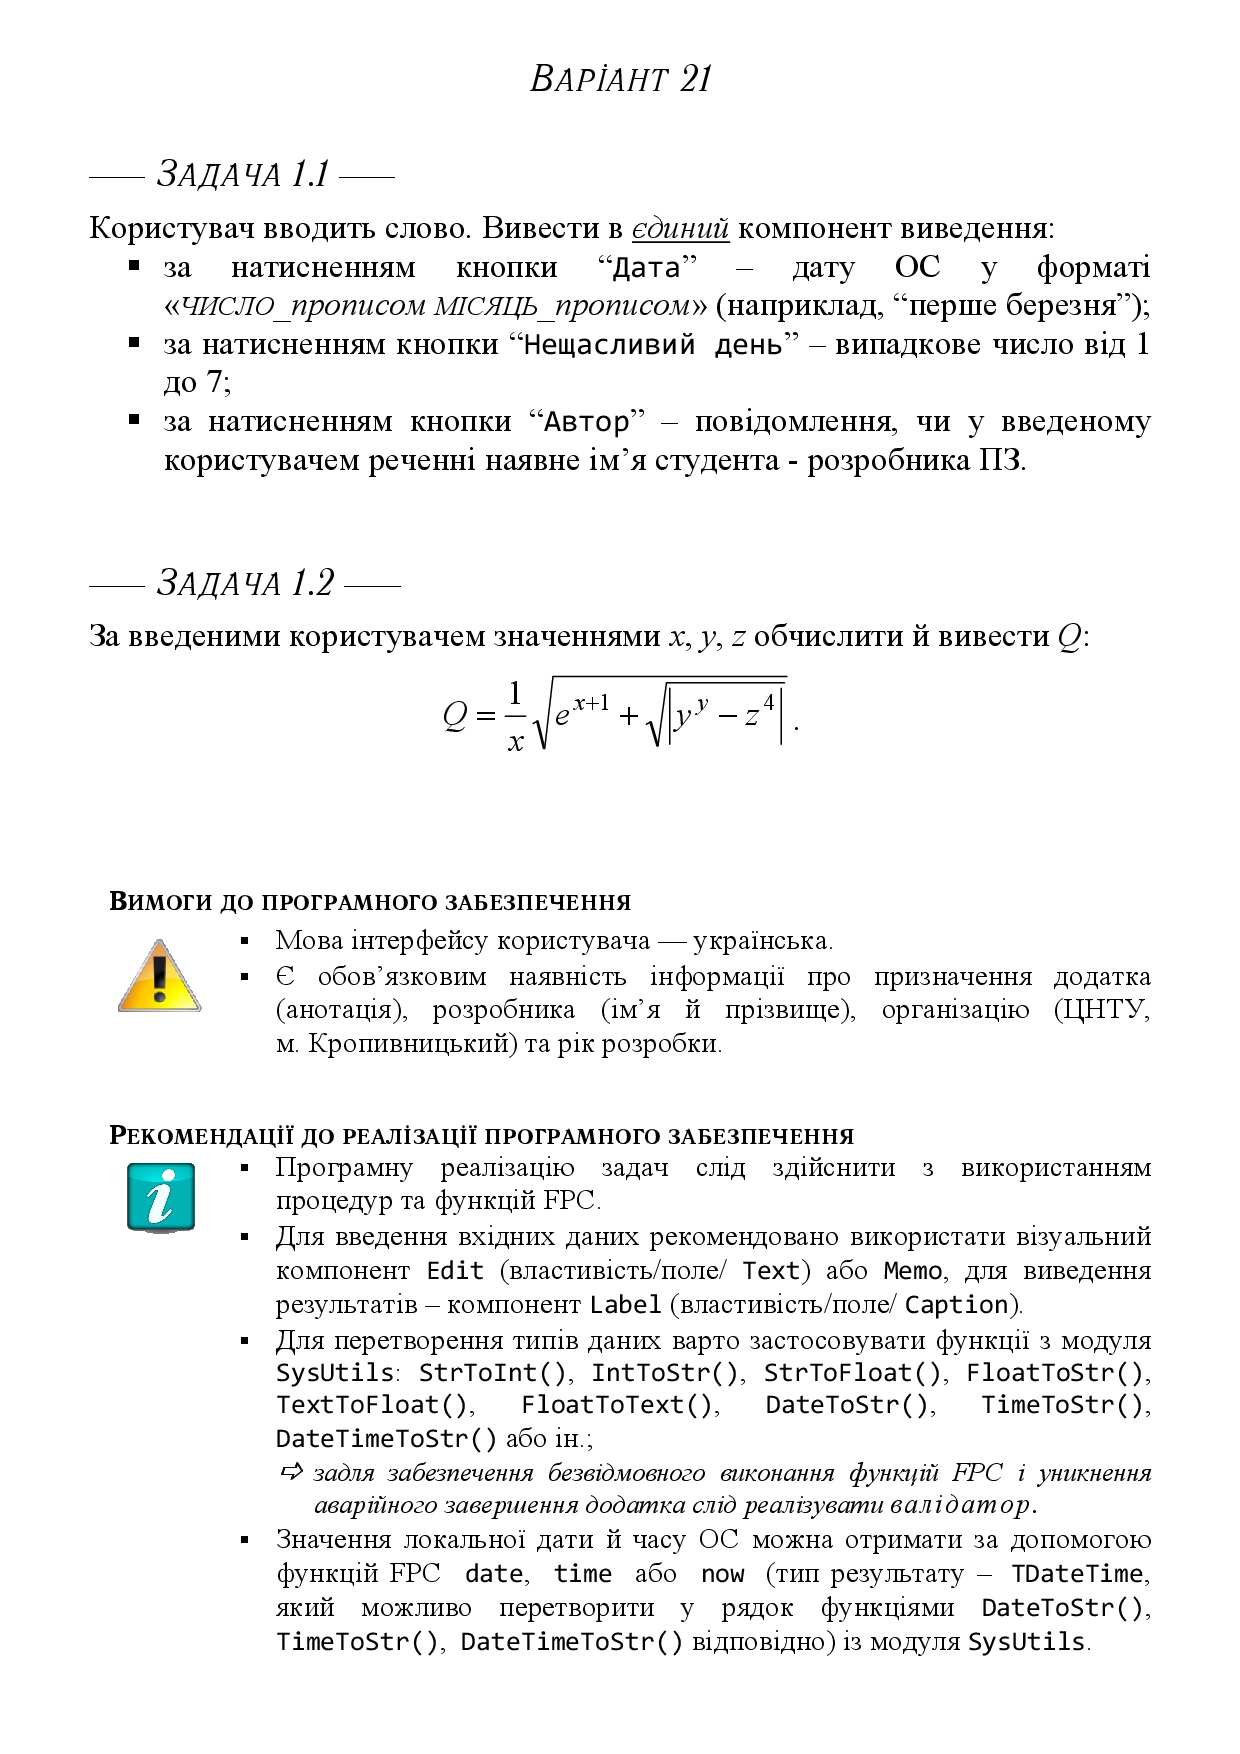 ВАРІАНТ 21
ЗАДАЧА 1.1
Користувач вводить слово. Вивести в єдиний компонент виведення:
▪ за натисненням кнопки “Дата” – дату ОС у форматі
«ЧИСЛО_прописом МІСЯЦЬ_прописом» (наприклад, “перше березня”);
▪ за натисненням кнопки “Нещасливий день” – випадкове число від 1
до 7;
▪ за натисненням кнопки “Автор” – повідомлення, чи у введеному
користувачем реченні наявне ім’я студента - розробника ПЗ.
ЗАДАЧА 1.2
За введеними користувачем значеннями x, y, z обчислити й вивести Q:
Q = 1/x √(e^(x+1) + √|y^y − z^4|) .
ВИМОГИ ДО ПРОГРАМНОГО ЗАБЕЗПЕЧЕННЯ
▪ Мова інтерфейсу користувача — українська.
▪ Є обов’язковим наявність інформації про призначення додатка
(анотація), розробника (ім’я й прізвище), організацію (ЦНТУ,
м. Кропивницький) та рік розробки.
РЕКОМЕНДАЦІЇ ДО РЕАЛІЗАЦІЇ ПРОГРАМНОГО ЗАБЕЗПЕЧЕННЯ
▪ Програмну реалізацію задач слід здійснити з використанням
процедур та функцій FPC.
▪ Для введення вхідних даних рекомендовано використати візуальний
компонент Edit (властивість/поле/ Text) або Memo, для виведення
результатів – компонент Label (властивість/поле/ Caption).
▪ Для перетворення типів даних варто застосовувати функції з модуля
SysUtils: StrToInt(), IntToStr(), StrToFloat(), FloatToStr(),
TextToFloat(), FloatToText(), DateToStr(), TimeToStr(),
DateTimeToStr() або ін.;
➩ задля забезпечення безвідмовного виконання функцій FPC і уникнення
аварійного завершення додатка слід реалізувати валідатор.
▪ Значення локальної дати й часу ОС можна отримати за допомогою
функцій FPC date, time або now (тип результату – TDateTime,
який можливо перетворити у рядок функціями DateToStr(),
TimeToStr(), DateTimeToStr() відповідно) із модуля SysUtils.